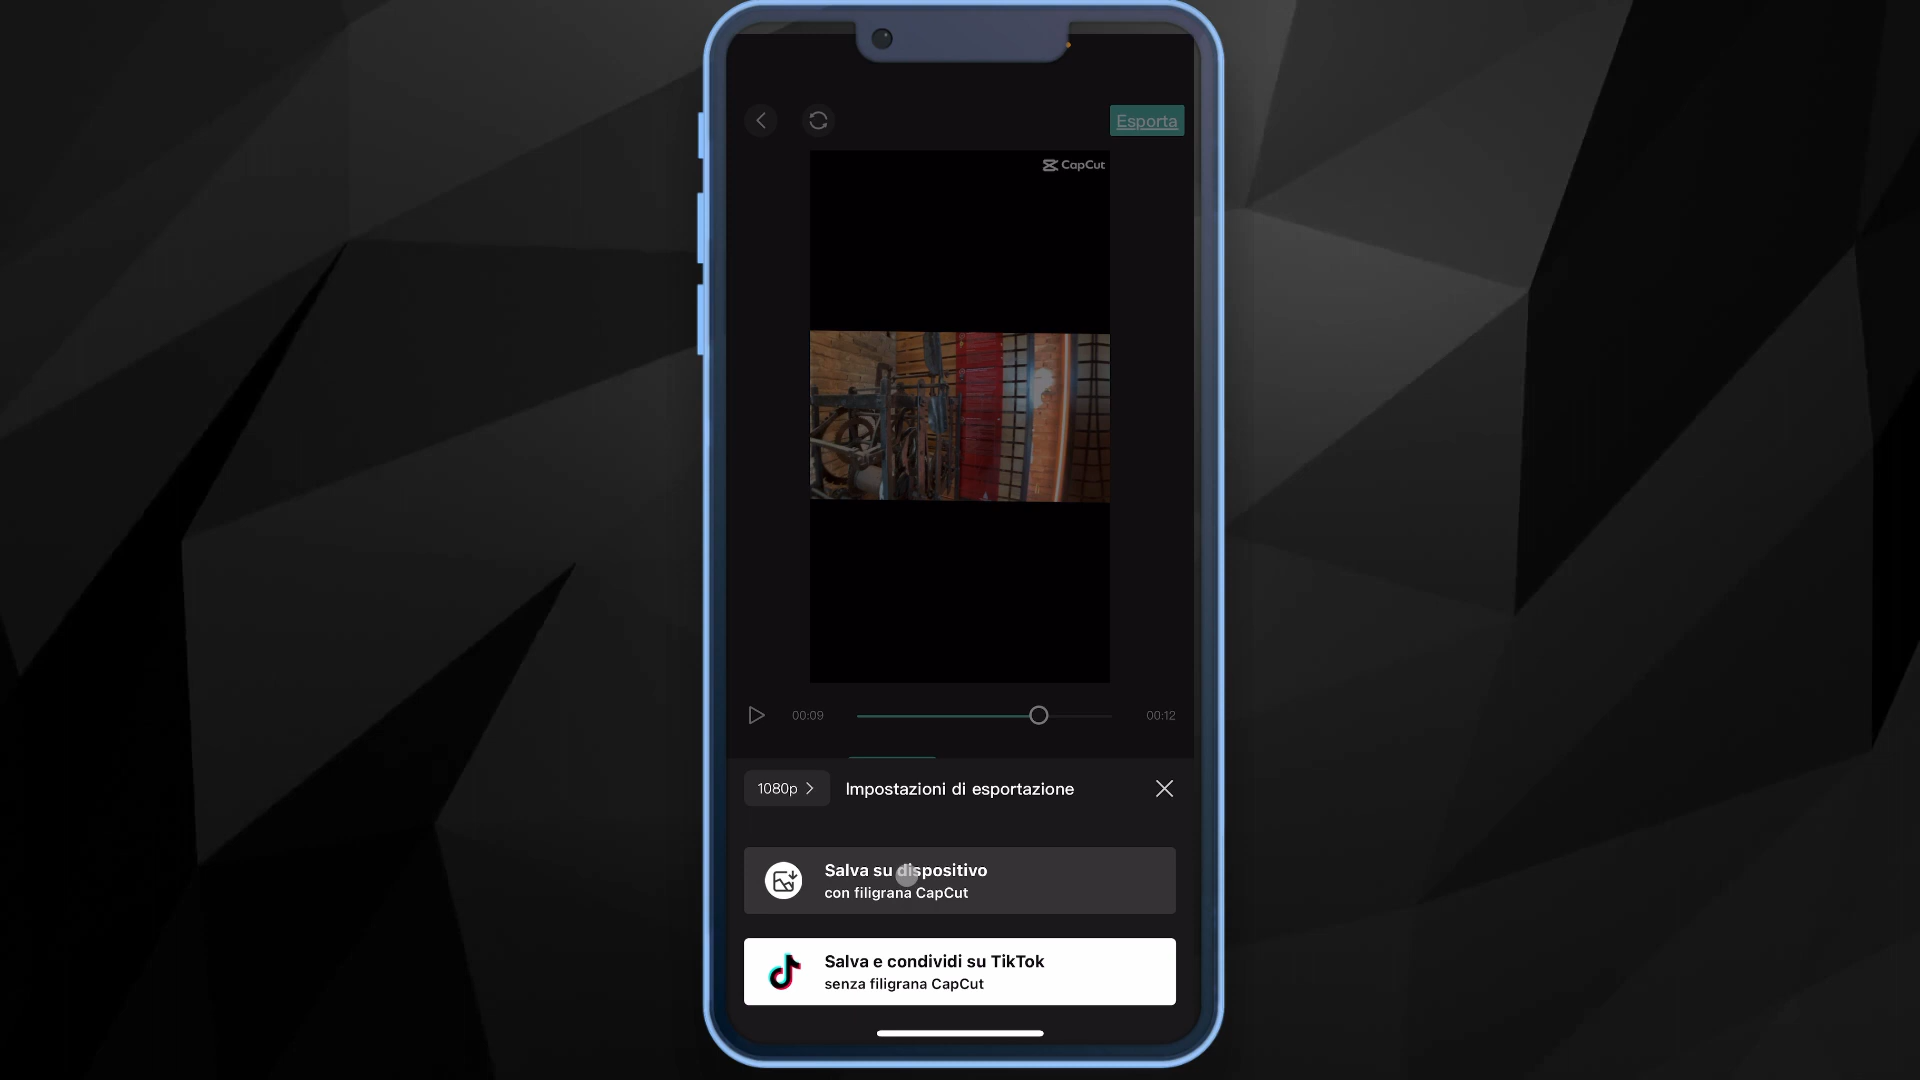 Esporta
CapCut
00:09
00:12
1080p
Impostazioni di esportazione
Salva su dispositivo
con filigrana CapCut
Salva e condividi su TikTok
senza filigrana CapCut